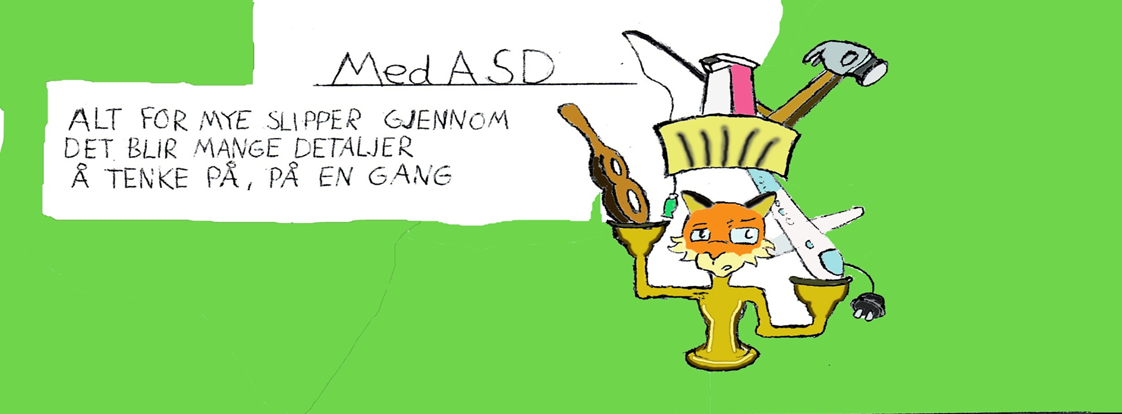 Med ASD
ALT FOR MYE SLIPPER GJENNOM
DET BLIR MANGE DETALJER
Å TENKE PÅ, PÅ EN GANG